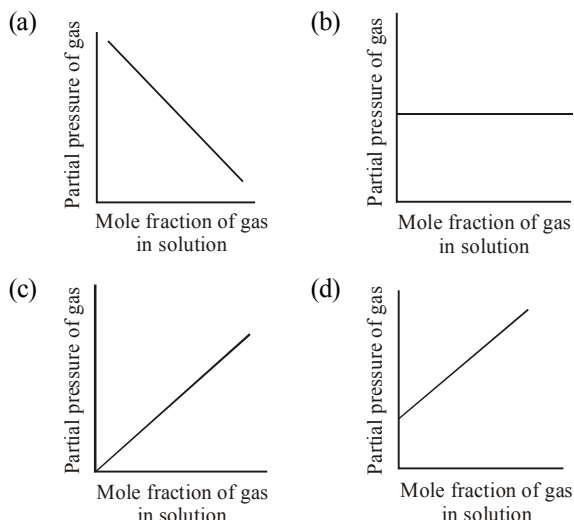 (a)
Partial pressure of gas
Mole fraction of gas
in solution
(b)
Partial pressure of gas
Mole fraction of gas
in solution
(c)
Partial pressure of gas
Mole fraction of gas
in solution
(d)
Partial pressure of gas
Mole fraction of gas
in solution